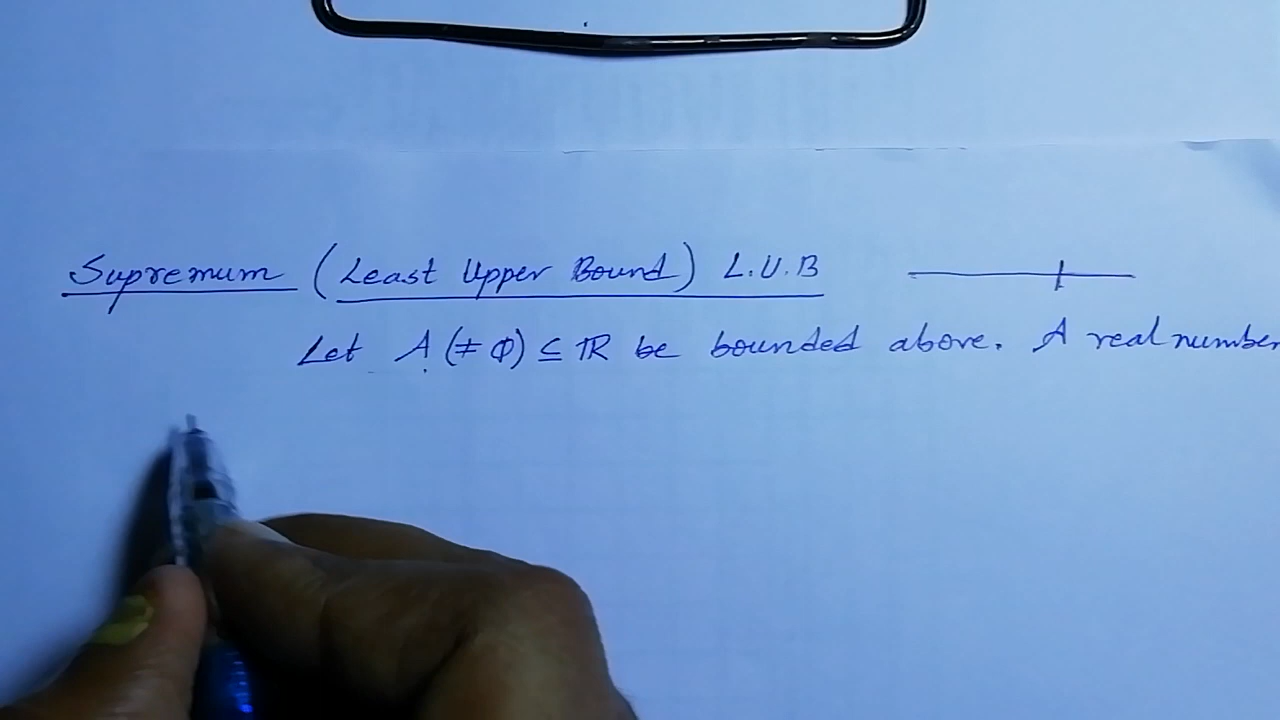 Supremum (Least Upper Bound) L.U.B
Let A (≠ Φ) ⊆ ℝ be bounded above. A real number